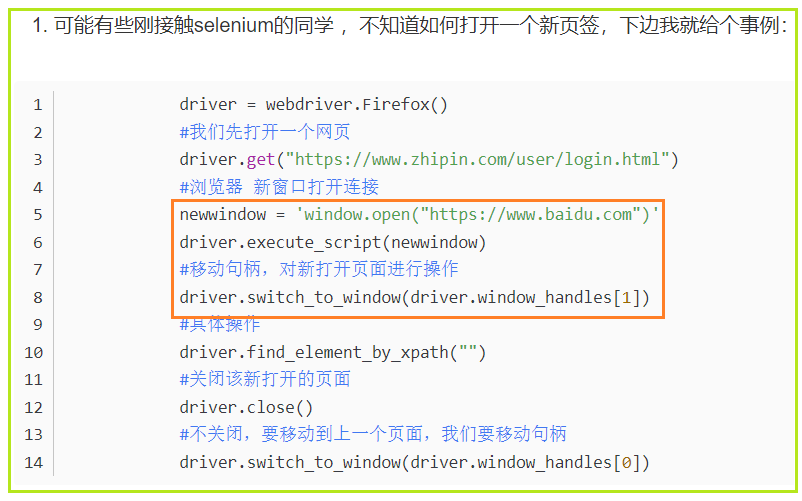 1. 可能有些刚接触selenium的同学 ，不知道如何打开一个新页签，下边我就给个事例：
1 driver = webdriver.Firefox()
2 #我们先打开一个网页
3 driver.get("https://www.zhipin.com/user/login.html")
4 #浏览器 新窗口打开连接
5 newwindow = 'window.open("https://www.baidu.com")'
6 driver.execute_script(newwindow)
7 #移动句柄，对新打开页面进行操作
8 driver.switch_to_window(driver.window_handles[1])
9 #具体操作
10 driver.find_element_by_xpath("")
11 #关闭该新打开的页面
12 driver.close()
13 #不关闭，要移动到上一个页面，我们要移动句柄
14 driver.switch_to_window(driver.window_handles[0])